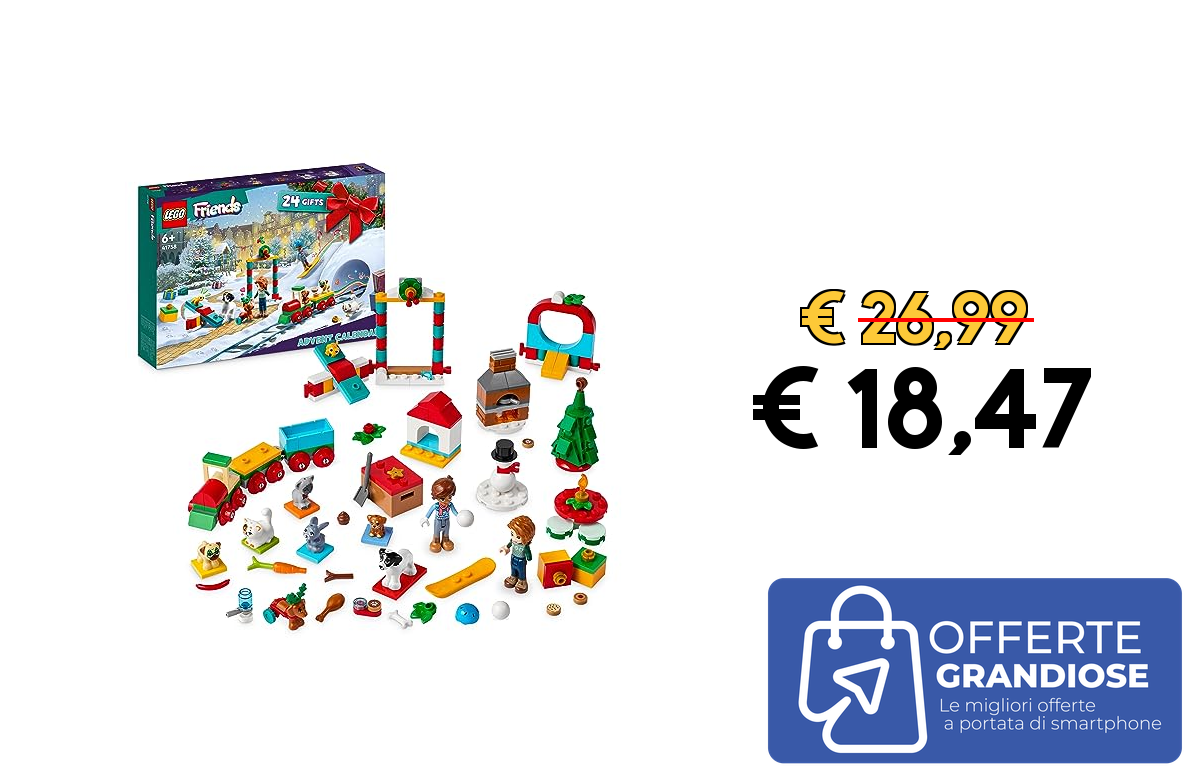 LEGO Friends
24 GIFTS
6+
41758
ADVENT CALENDAR
€ 26,99
€ 18,47
OFFERTE
GRANDIOSE
Le migliori offerte
a portata di smartphone